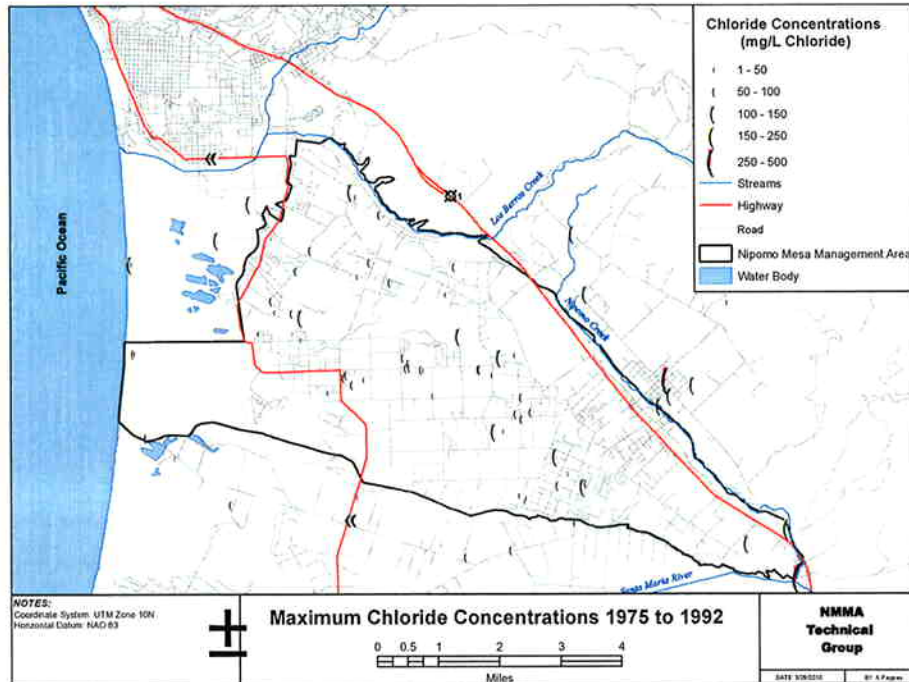 Chloride Concentrations
(mg/L Chloride)
1 - 50
50 - 100
100 - 150
150 - 250
250 - 500
Streams
Highway
Road
Nipomo Mesa Management Area
Water Body
Pacific Ocean
1
Los Berros Creek
Nipomo Creek
Santa Maria River
NOTES:
Coordinate System: UTM Zone 10N
Horizontal Datum: NAD 83
Maximum Chloride Concentrations 1975 to 1992
0 0.5 1 2 3 4
Miles
NMMA
Technical
Group
DATE
BY: